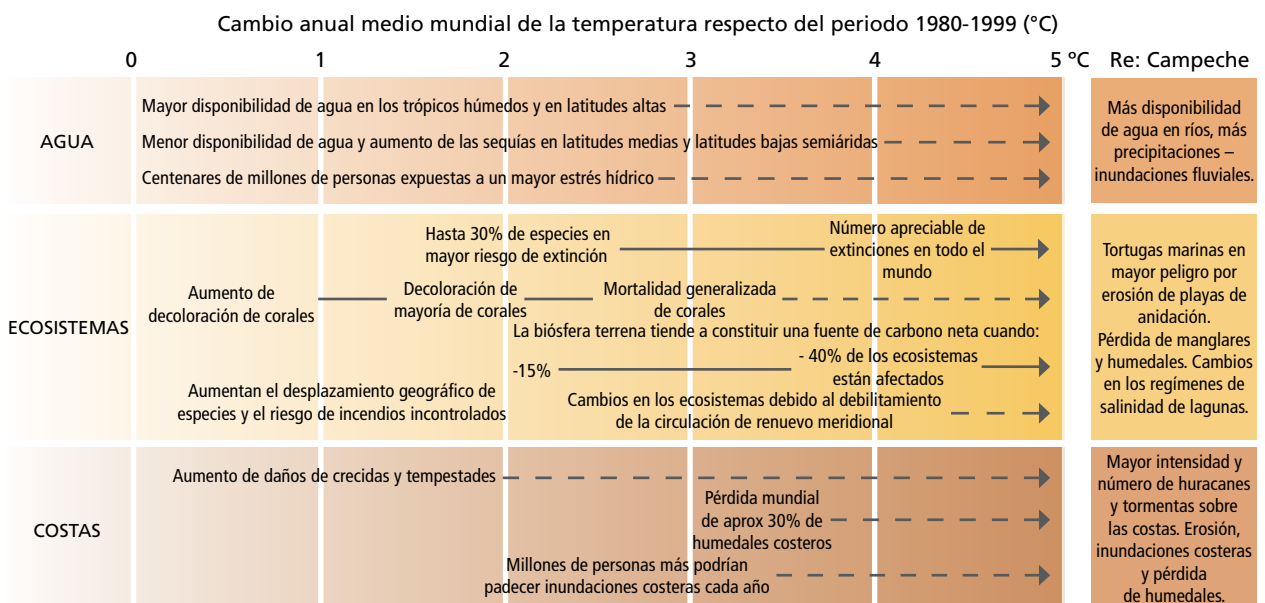 Cambio anual medio mundial de la temperatura respecto del periodo 1980-1999 (°C)
0 1 2 3 4 5 ºC Re: Campeche
AGUA
Mayor disponibilidad de agua en los trópicos húmedos y en latitudes altas
Menor disponibilidad de agua y aumento de las sequías en latitudes medias y latitudes bajas semiáridas
Centenares de millones de personas expuestas a un mayor estrés hídrico
Más disponibilidad
de agua en ríos, más
precipitaciones –
inundaciones fluviales.
ECOSISTEMAS
Hasta 30% de especies en
mayor riesgo de extinción
Número apreciable de
extinciones en todo el
mundo
Aumento de
decoloración de corales
Decoloración de
mayoría de corales
Mortalidad generalizada
de corales
La biósfera terrena tiende a constituir una fuente de carbono neta cuando:
-15%
- 40% de los ecosistemas
están afectados
Aumentan el desplazamiento geográfico de
especies y el riesgo de incendios incontrolados
Cambios en los ecosistemas debido al debilitamiento
de la circulación de renuevo meridional
Tortugas marinas en
mayor peligro por
erosión de playas de
anidación.
Pérdida de manglares
y humedales. Cambios
en los regímenes de
salinidad de lagunas.
COSTAS
Aumento de daños de crecidas y tempestades
Pérdida mundial
de aprox 30% de
humedales costeros
Millones de personas más podrían
padecer inundaciones costeras cada año
Mayor intensidad y
número de huracanes
y tormentas sobre
las costas. Erosión,
inundaciones costeras
y pérdida
de humedales.